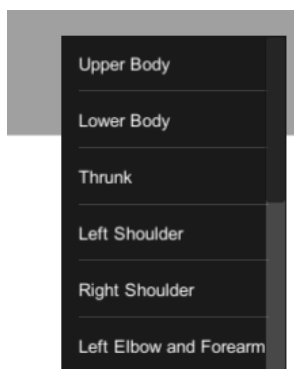 Upper Body
Lower Body
Thrunk
Left Shoulder
Right Shoulder
Left Elbow and Forearm